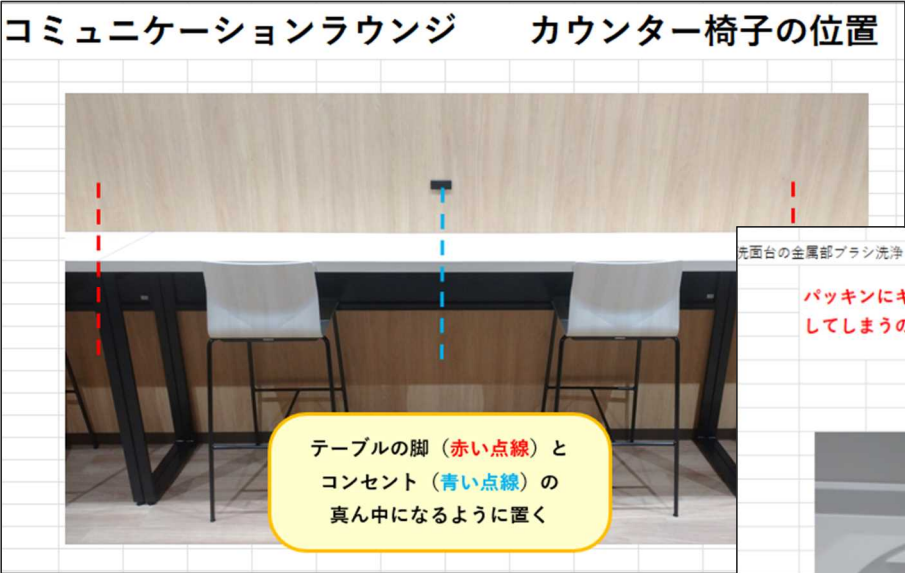 コミュニケーションラウンジ　　カウンター椅子の位置
洗面台の金属部ブラシ洗浄
パッキンにキ
してしまうの
テーブルの脚（赤い点線）と
コンセント（青い点線）の
真ん中になるように置く